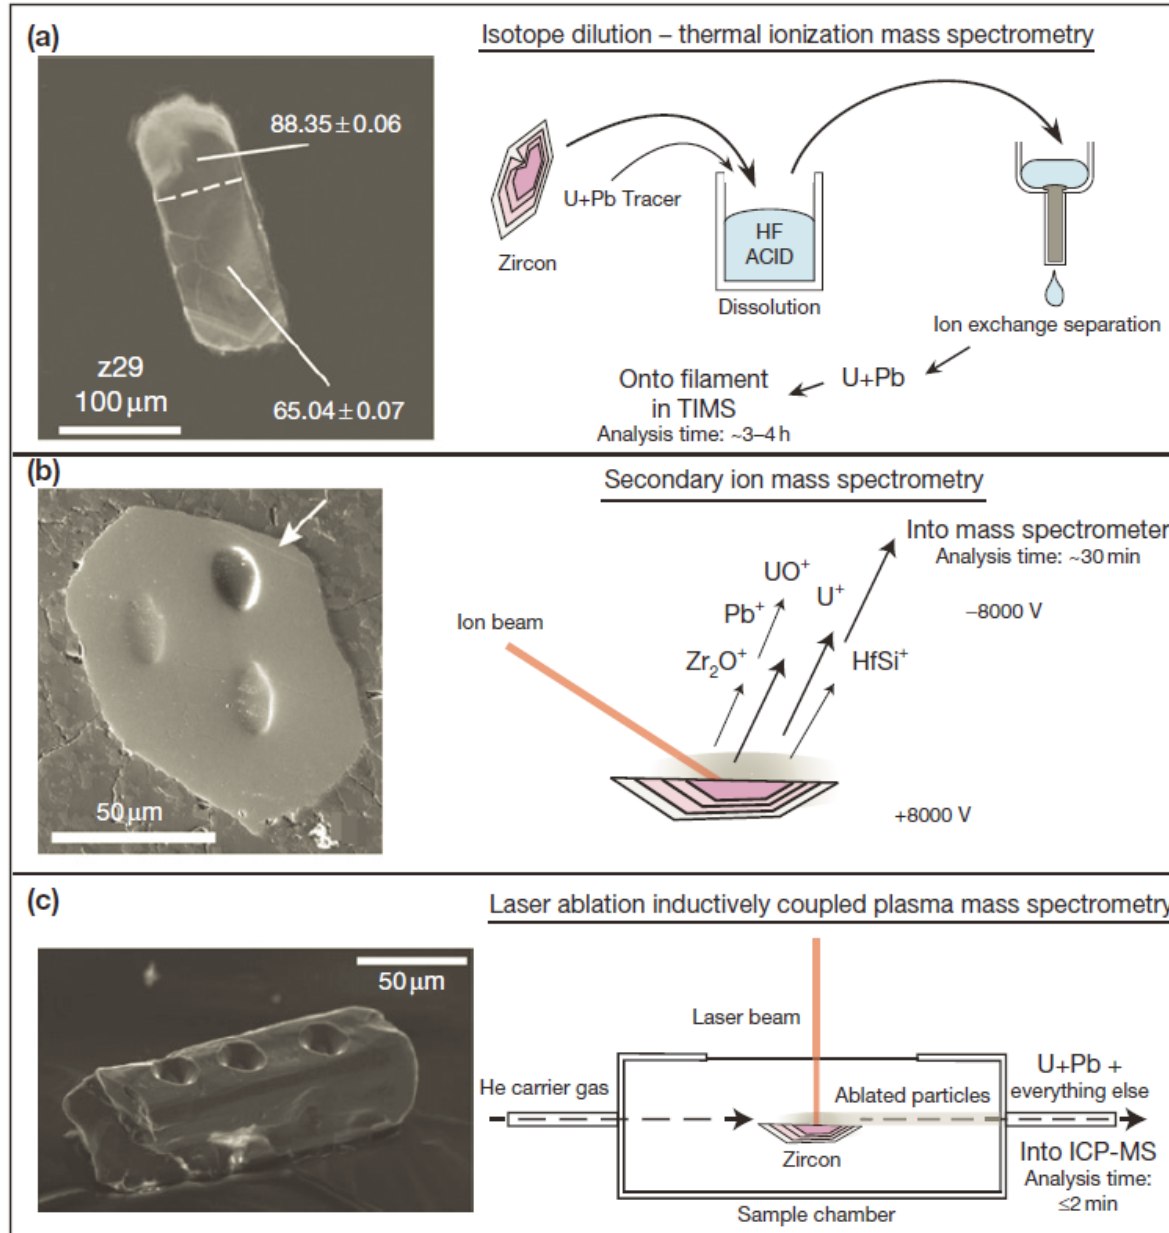 (a)
Isotope dilution – thermal ionization mass spectrometry
88.35±0.06
65.04±0.07
z29
100 μm
Zircon
U+Pb Tracer
HF
ACID
Dissolution
Ion exchange separation
U+Pb
Onto filament
in TIMS
Analysis time: ~3–4 h
(b)
Secondary ion mass spectrometry
50 μm
Ion beam
Zr₂O⁺
Pb⁺
UO⁺
U⁺
HfSi⁺
Into mass spectrometer
Analysis time: ~30 min
–8000 V
+8000 V
(c)
Laser ablation inductively coupled plasma mass spectrometry
50 μm
Laser beam
He carrier gas
Ablated particles
Zircon
Sample chamber
U+Pb +
everything else
Into ICP-MS
Analysis time:
≤2 min